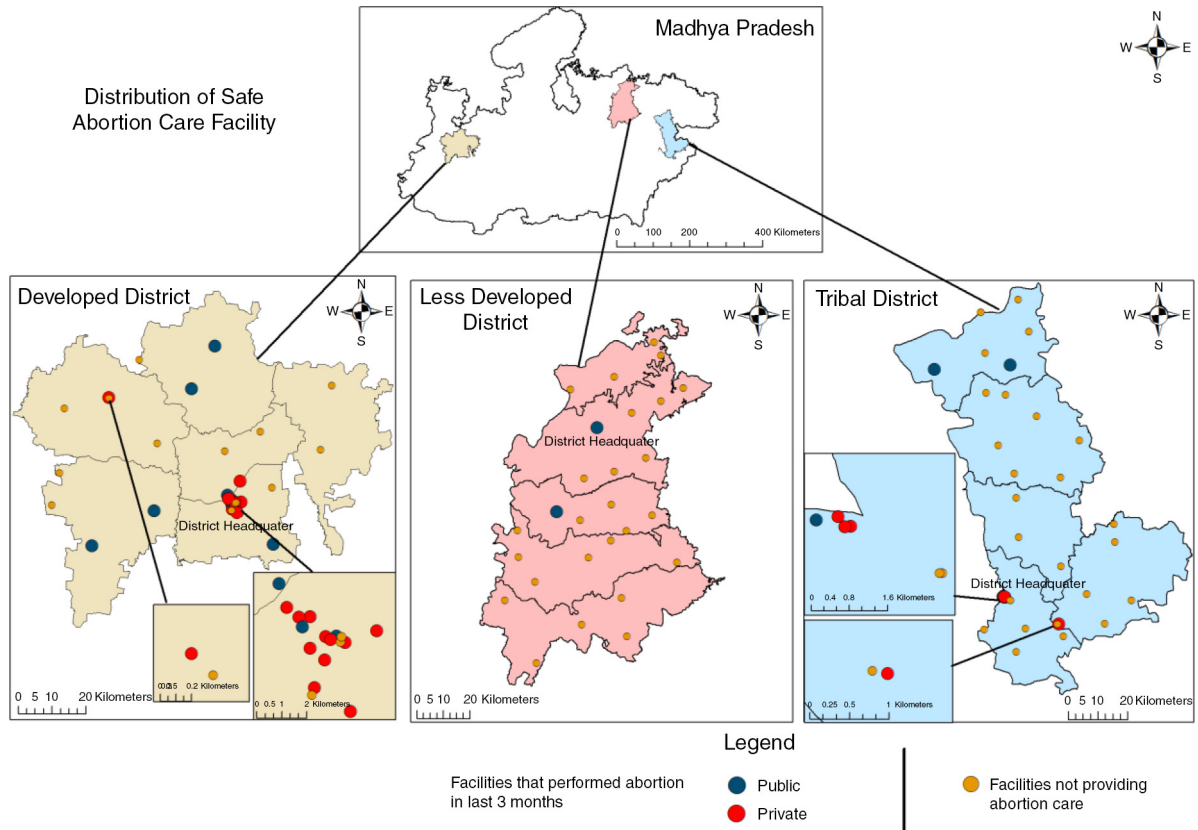 Madhya Pradesh
N
W E
S
Distribution of Safe
Abortion Care Facility
0 50 100 200 400 Kilometers
Developed District
N
W E
S
District Headquater
0 5 10 20 Kilometers
0.2 Kilometers
0 0.5 1 2 Kilometers
Less Developed
District
N
W E
S
District Headquater
0 5 10 20 Kilometers
Tribal District
N
W E
S
District Headquater
0 0.4 0.8 1.6 Kilometers
0 0.25 0.5 1 Kilometers
0 5 10 20 Kilometers
Legend
Facilities that performed abortion
in last 3 months
Public
Private
Facilities not providing
abortion care